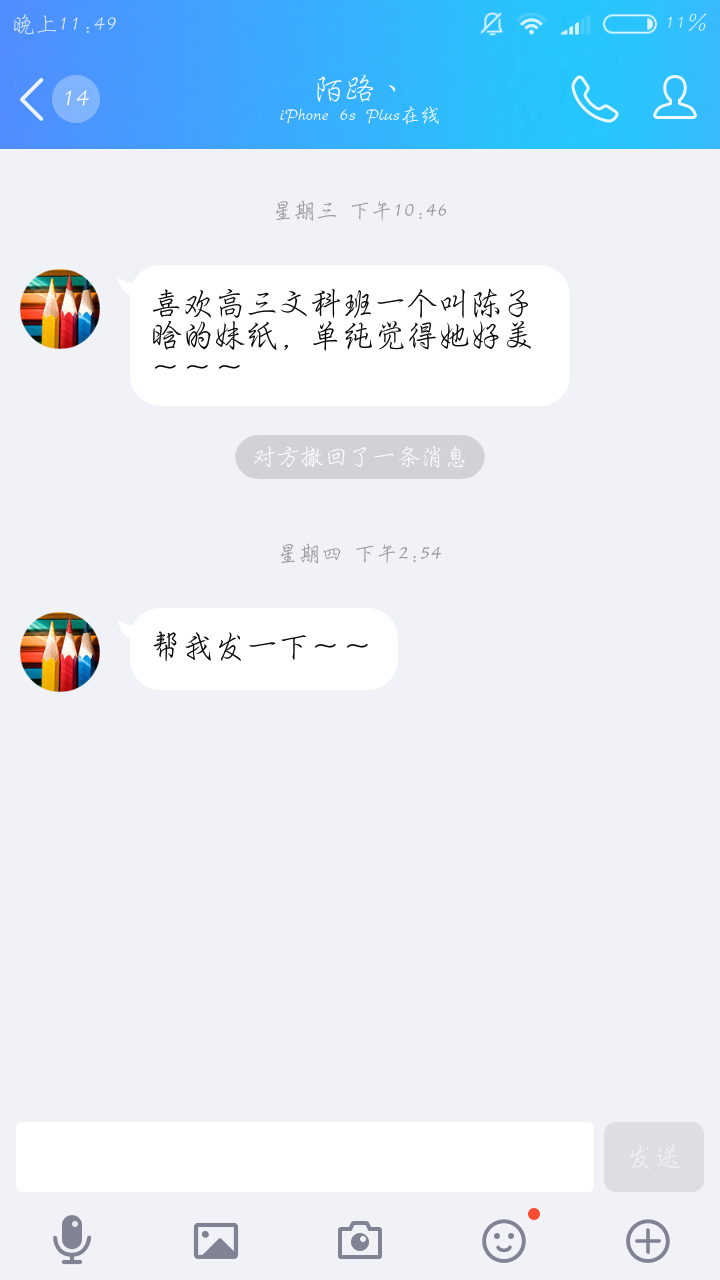 晚上11:49
11%
14
陌路、
iPhone 6s Plus在线
星期三 下午10:46
喜欢高三文科班一个叫陈子
晗的妹纸，单纯觉得她好美
～～～
对方撤回了一条消息
星期四 下午2:54
帮我发一下～～
发送